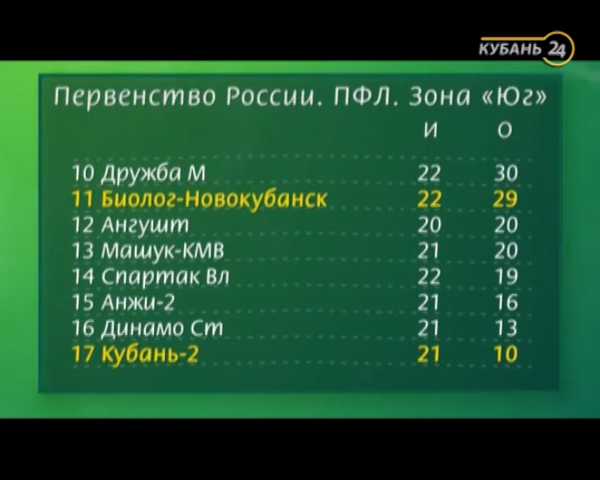 КУБАНЬ 24
Первенство России. ПФЛ. Зона «Юг»
И О
10 Дружба М 22 30
11 Биолог-Новокубанск 22 29
12 Ангушт 20 20
13 Машук-КМВ 21 20
14 Спартак Вл 22 19
15 Анжи-2 21 16
16 Динамо Ст 21 13
17 Кубань-2 21 10